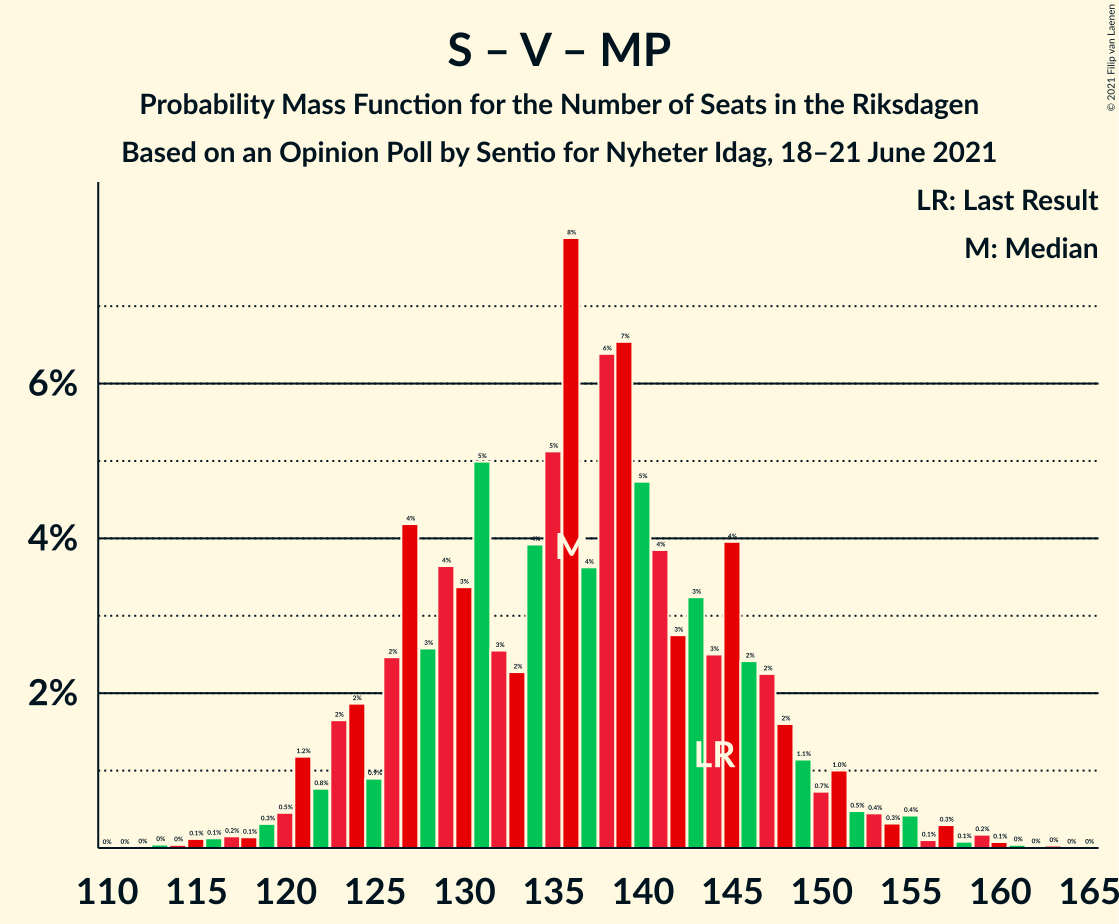 S – V – MP
Probability Mass Function for the Number of Seats in the Riksdagen
Based on an Opinion Poll by Sentio for Nyheter Idag, 18–21 June 2021
© 2021 Filip van Laenen
LR: Last Result
M: Median
6%
4%
2%
0% 0% 0% 0% 0% 0.1% 0.1% 0.2% 0.1% 0.3% 0.5% 1.2% 0.8% 2% 2% 0.9% 2% 4% 3% 4% 3% 5% 3% 2% 4% 5% 8% 4% 6% 7% 5% 4% 3% 3% 3% 4% 2% 2% 2% 1.1% 0.7% 1.0% 0.5% 0.4% 0.3% 0.4% 0.1% 0.3% 0.1% 0.2% 0.1% 0% 0% 0% 0% 0%
M
LR
110 115 120 125 130 135 140 145 150 155 160 165